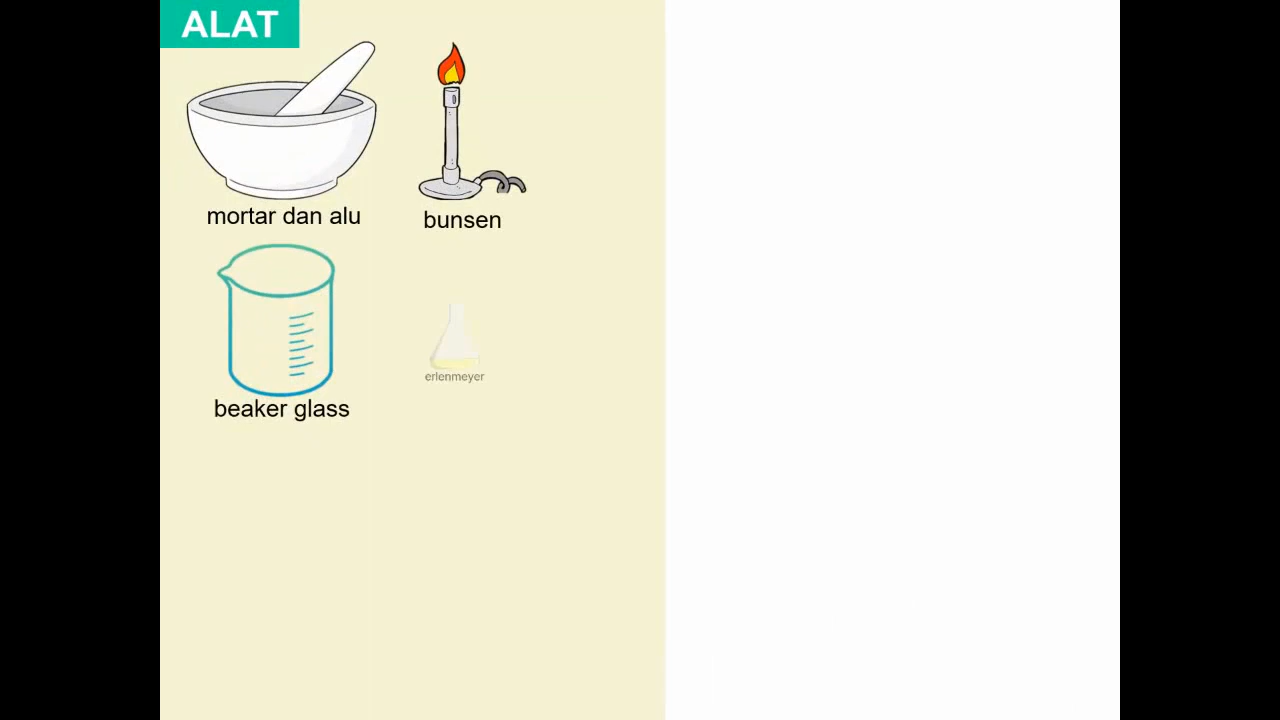 ALAT
mortar dan alu
bunsen
beaker glass
erlenmeyer